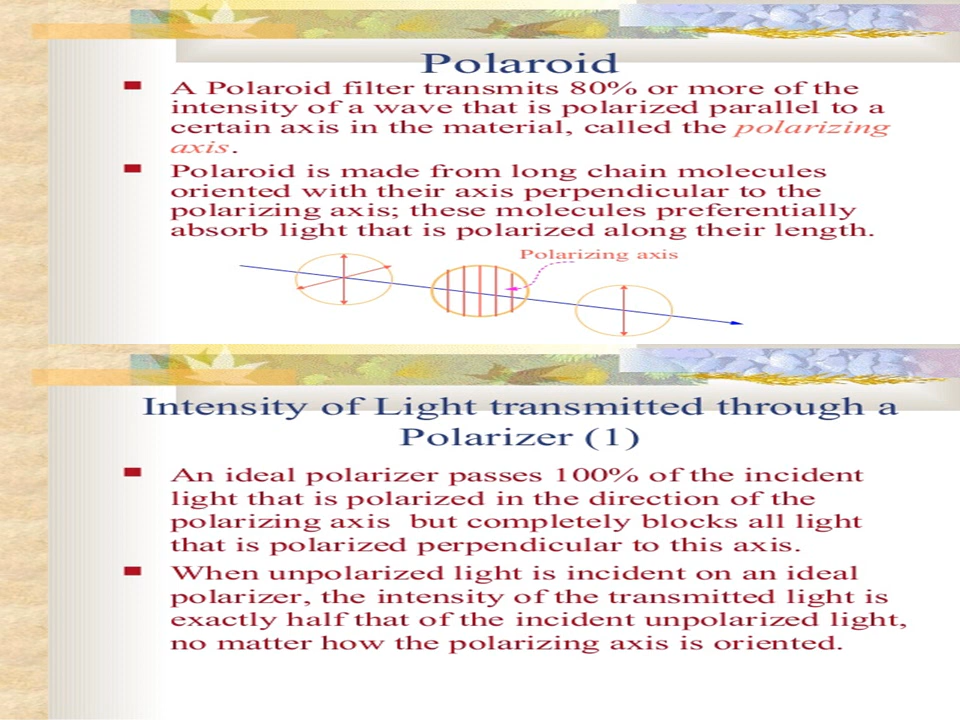 Polaroid
A Polaroid filter transmits 80% or more of the
intensity of a wave that is polarized parallel to a
certain axis in the material, called the polarizing
axis.
Polaroid is made from long chain molecules
oriented with their axis perpendicular to the
polarizing axis; these molecules preferentially
absorb light that is polarized along their length.
Polarizing axis
Intensity of Light transmitted through a
Polarizer (1)
An ideal polarizer passes 100% of the incident
light that is polarized in the direction of the
polarizing axis but completely blocks all light
that is polarized perpendicular to this axis.
When unpolarized light is incident on an ideal
polarizer, the intensity of the transmitted light is
exactly half that of the incident unpolarized light,
no matter how the polarizing axis is oriented.